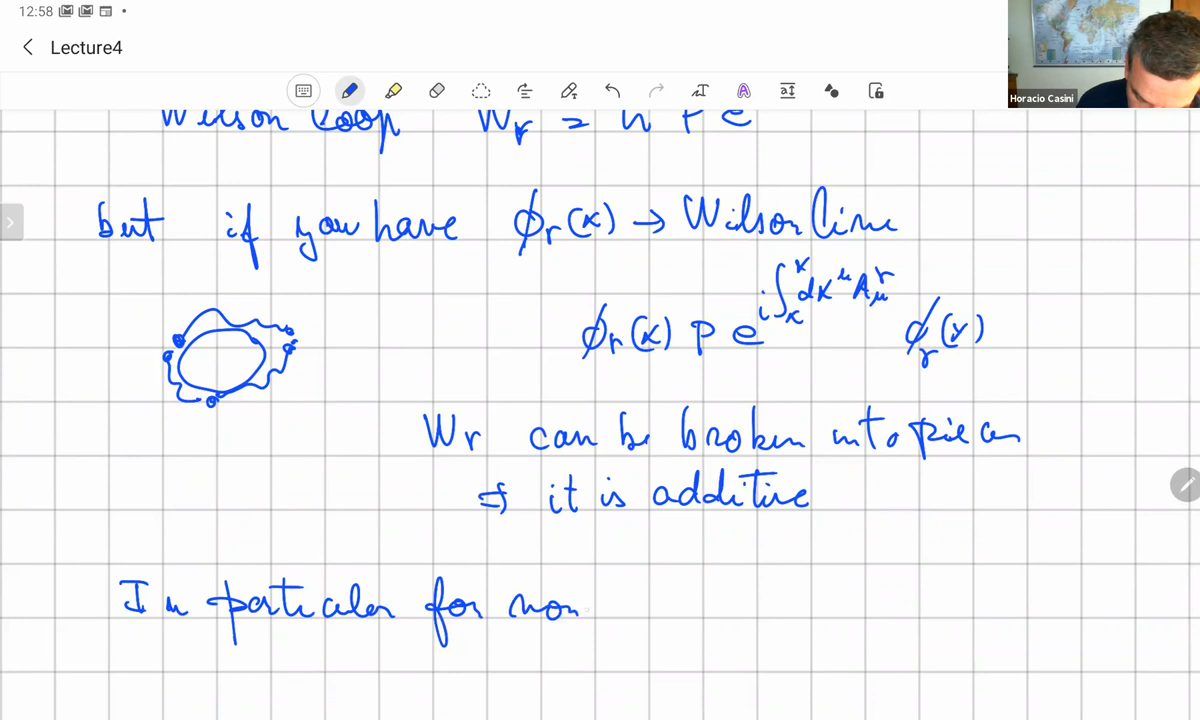 12:58
Lecture4
Horacio Casini
Wilson Loop W_r = tr P e
but if you have ϕ_r(x) → Wilson line
ϕ_r(x) P e^{i∫_x^x dx^μ A_μ^r} ϕ_r(y)
W_r can be broken into pieces
⇒ it is additive
In particular for non